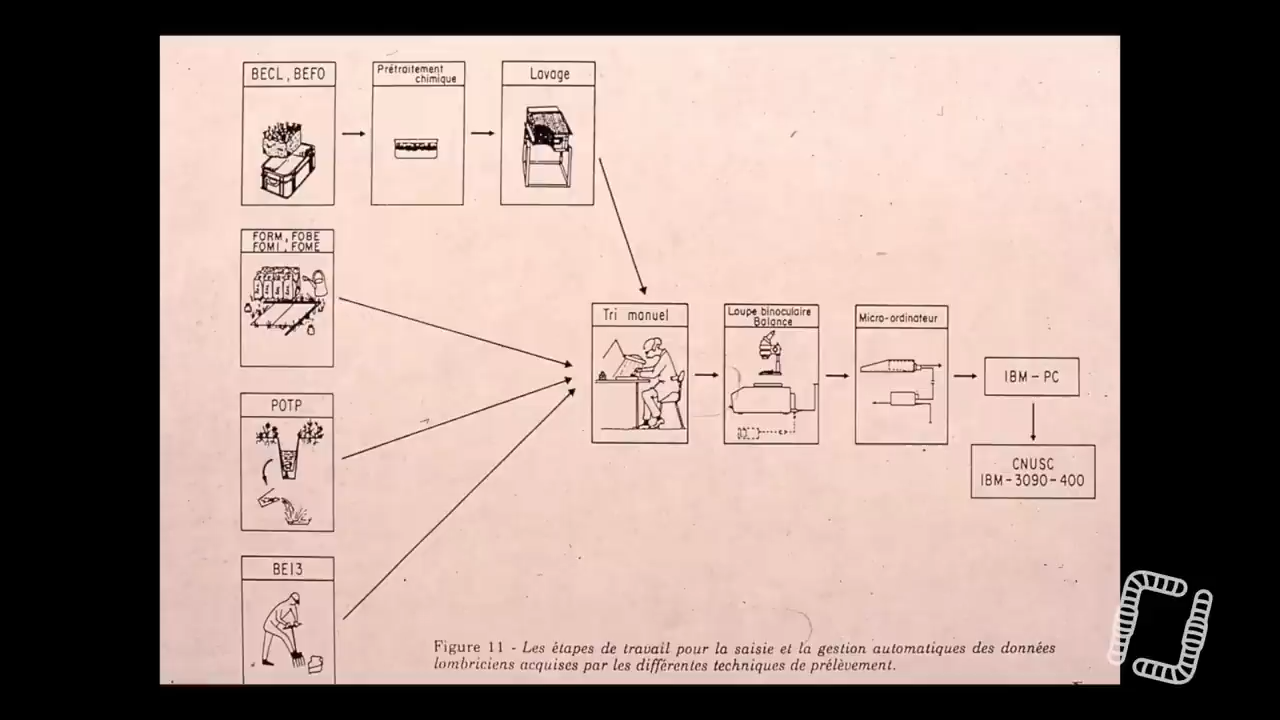 BECL, BEFO
Prétraitement
chimique
Lavage
FORM, FOBE
FOMI, FOME
Tri manuel
Loupe binoculaire
Balance
Micro-ordinateur
IBM-PC
POTP
CNUSC
IBM-3090-400
BE13
Figure 11 - Les étapes de travail pour la saisie et la gestion automatiques des données
lombriciens acquises par les différentes techniques de prélèvement.